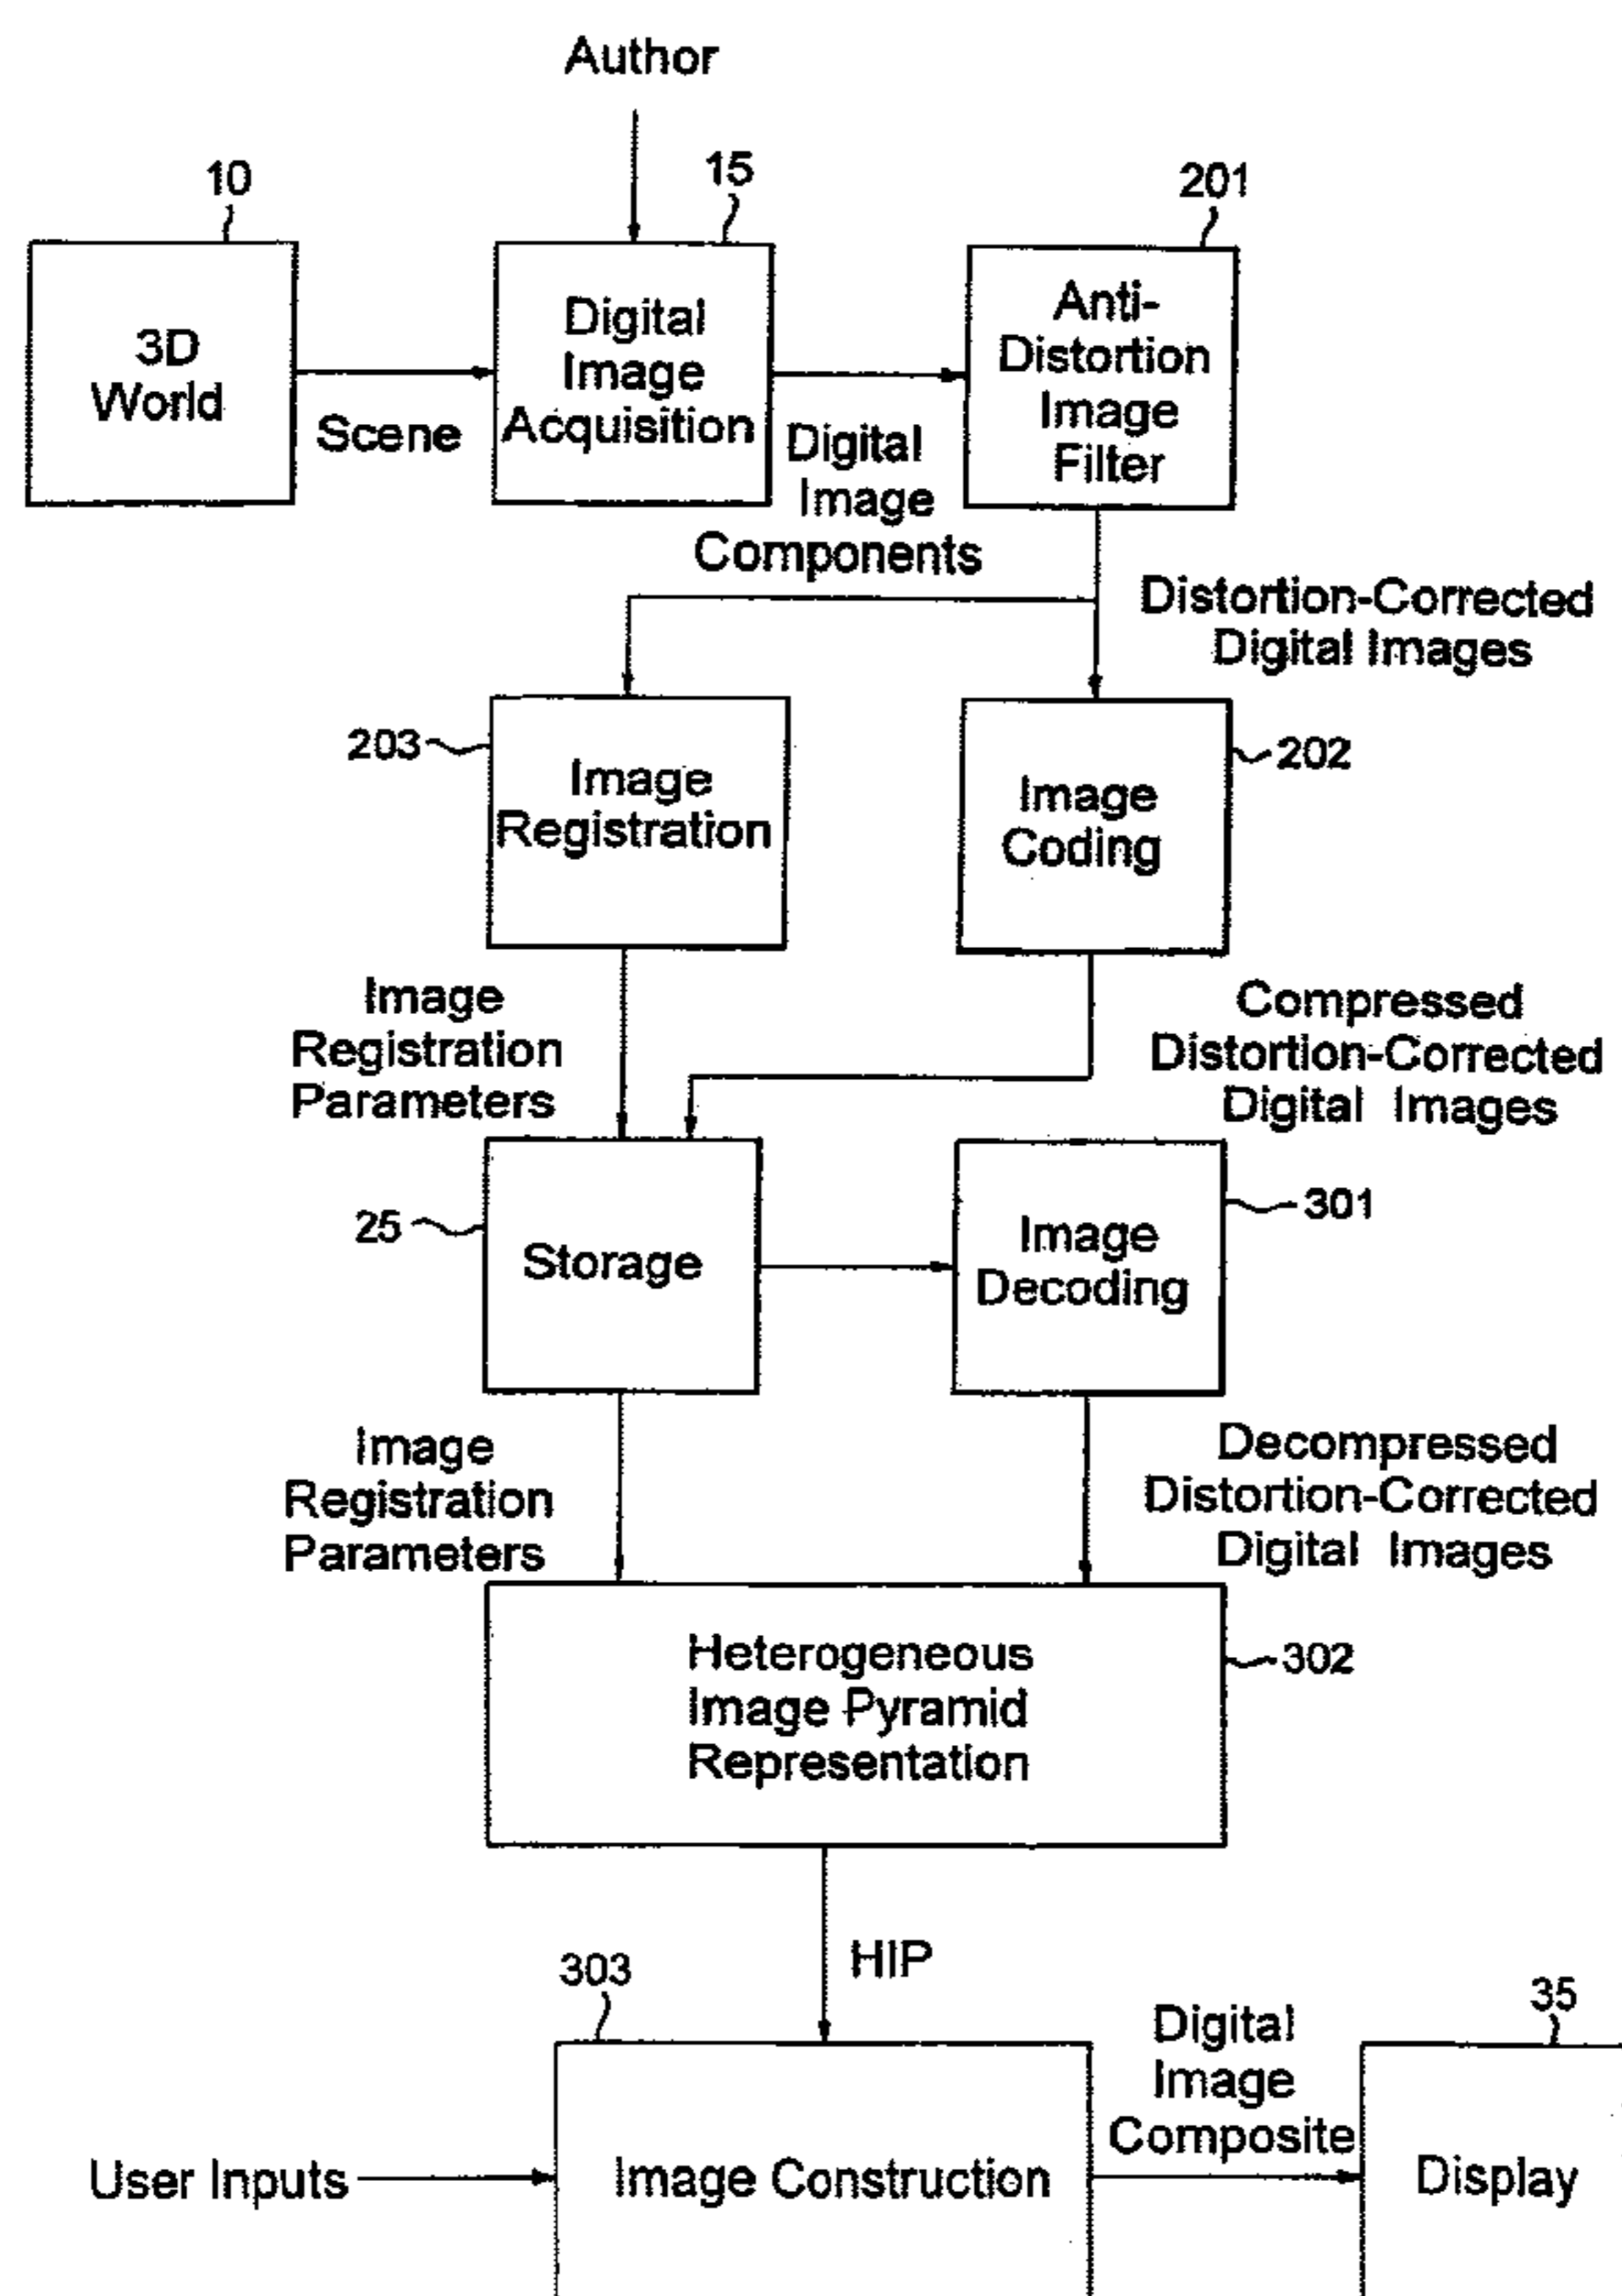 Author
10
15
201
3D
World
Scene
Digital
Image
Acquisition
Digital
Image
Components
Anti-
Distortion
Image
Filter
Distortion-Corrected
Digital Images
203
Image
Registration
Image
Coding
202
Image
Registration
Parameters
Compressed
Distortion-Corrected
Digital Images
25
Storage
Image
Decoding
301
Image
Registration
Parameters
Decompressed
Distortion-Corrected
Digital Images
Heterogeneous
Image Pyramid
Representation
302
HIP
303
35
User Inputs
Image Construction
Digital
Image
Composite
Display